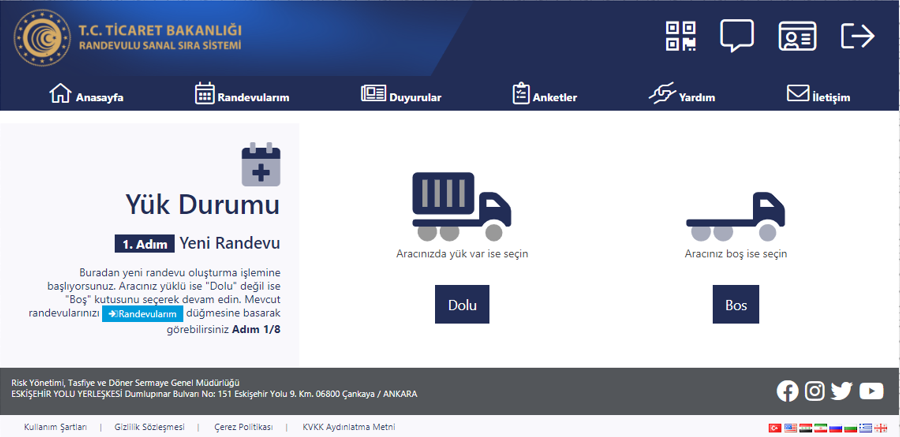 T.C. TİCARET BAKANLIĞI
RANDEVULU SANAL SIRA SİSTEMİ
Anasayfa
Randevularım
Duyurular
Anketler
Yardım
İletişim
Yük Durumu
1. Adım Yeni Randevu
Buradan yeni randevu oluşturma işlemine
başlıyorsunuz. Aracınız yüklü ise "Dolu" değil ise
"Boş" kutusunu seçerek devam edin. Mevcut
randevularınızı Randevularım düğmesine basarak
görebilirsiniz Adım 1/8
Aracınızda yük var ise seçin
Dolu
Aracınız boş ise seçin
Bos
Risk Yönetimi, Tasfiye ve Döner Sermaye Genel Müdürlüğü
ESKİŞEHİR YOLU YERLEŞKESİ Dumlupınar Bulvarı No: 151 Eskişehir Yolu 9. Km. 06800 Çankaya / ANKARA
Kullanım Şartları | Gizlilik Sözleşmesi | Çerez Politikası | KVKK Aydınlatma Metni